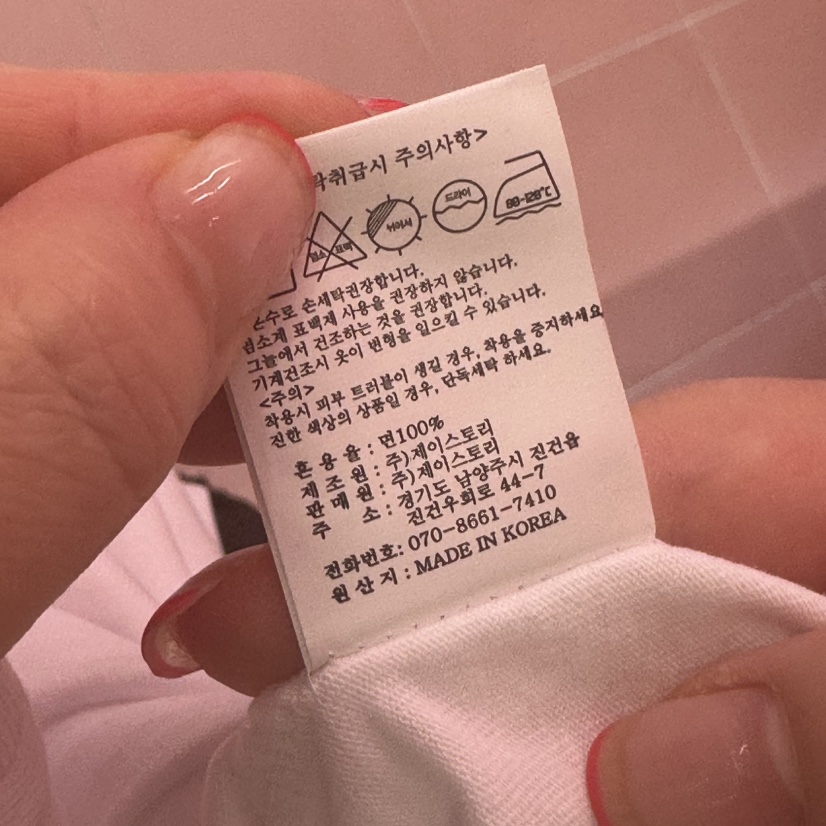 취급시 주의사항>
염소 표백
뉘어서
드라이
80-120℃
온수로 손세탁권장합니다.
염소계 표백제 사용을 권장하지 않습니다.
그늘에서 건조하는 것을 권장합니다.
기계건조시 옷이 변형을 일으킬 수 있습니다.
<주의>
착용시 피부 트러블이 생길 경우, 착용을 중지하세요
진한 색상의 상품일 경우, 단독세탁 하세요.
혼 용 율 : 면100%
제 조 원 : 주)제이스토리
판 매 원 : 주)제이스토리
주 소 : 경기도 남양주시 진건읍
진건우회로 44-7
전화번호: 070-8661-7410
원 산 지 : MADE IN KOREA